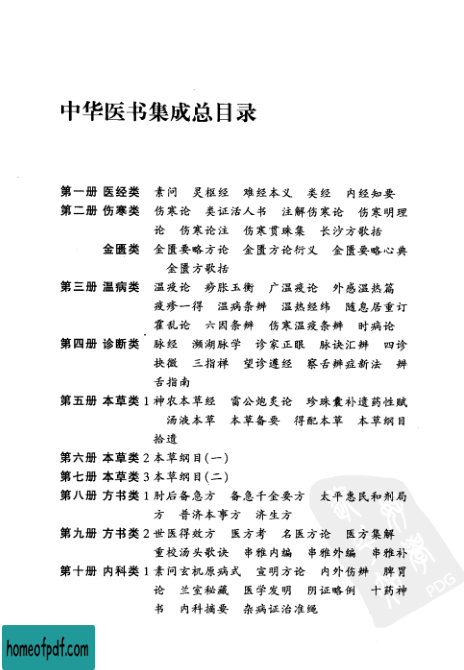 中华医书集成总目录
第一册 医经类 素问 灵枢经 难经本义 类经 内经知要
第二册 伤寒类 伤寒论 类证活人书 注解伤寒论 伤寒明理
论 伤寒论注 伤寒贯珠集 长沙方歌括
金匮类 金匮要略方论 金匮方论衍义 金匮要略心典
金匮方歌括
第三册 温病类 温疫论 痧胀玉衡 广温疫论 外感温热篇
疫疹一得 温病条辨 温热经纬 随息居重订
霍乱论 六因条辨 伤寒温疫条辨 时病论
第四册 诊断类 脉经 濒湖脉学 诊家正眼 脉诀汇辨 四诊
抉微 三指禅 望诊遵经 察舌辨症新法 辨
舌指南
第五册 本草类 1 神农本草经 雷公炮炙论 珍珠囊补遗药性赋
汤液本草 本草备要 得配本草 本草纲目
拾遗
第六册 本草类 2 本草纲目(一)
第七册 本草类 3 本草纲目(二)
第八册 方书类 1 肘后备急方 备急千金要方 太平惠民和剂局
方 普济本事方 济生方
第九册 方书类 2 世医得效方 医方考 名医方论 医方集解
重校汤头歌诀 串雅内编 串雅外编 串雅补
第十册 内科类 1 素问玄机原病式 宣明方论 内外伤辨 脾胃
论 兰室秘藏 医学发明 阴证略例 十药神
书 内科摘要 杂病证治准绳
PDG
homeofpdf.com